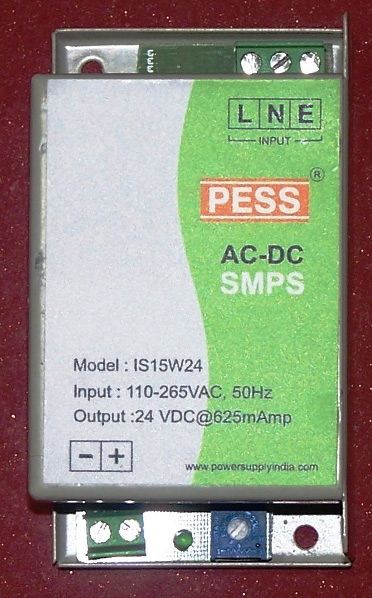 L N E
INPUT
PESS ®
AC-DC
SMPS
Model : IS15W24
Input : 110-265VAC, 50Hz
Output :24 VDC@625mAmp
- +
www.powersupplyindia.com